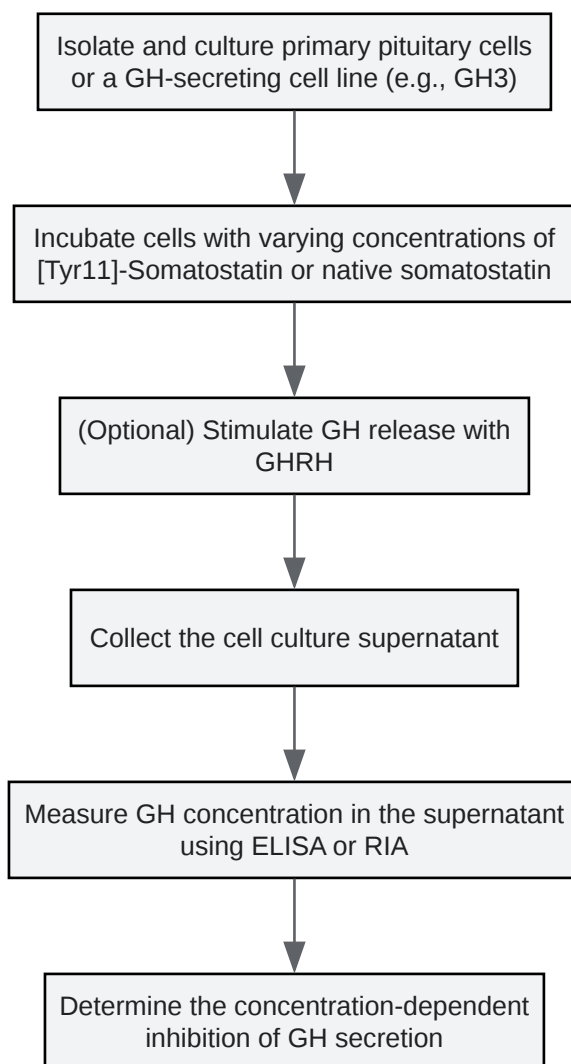 Isolate and culture primary pituitary cells
or a GH-secreting cell line (e.g., GH3)
Incubate cells with varying concentrations of
[Tyr11]-Somatostatin or native somatostatin
(Optional) Stimulate GH release with
GHRH
Collect the cell culture supernatant
Measure GH concentration in the supernatant
using ELISA or RIA
Determine the concentration-dependent
inhibition of GH secretion